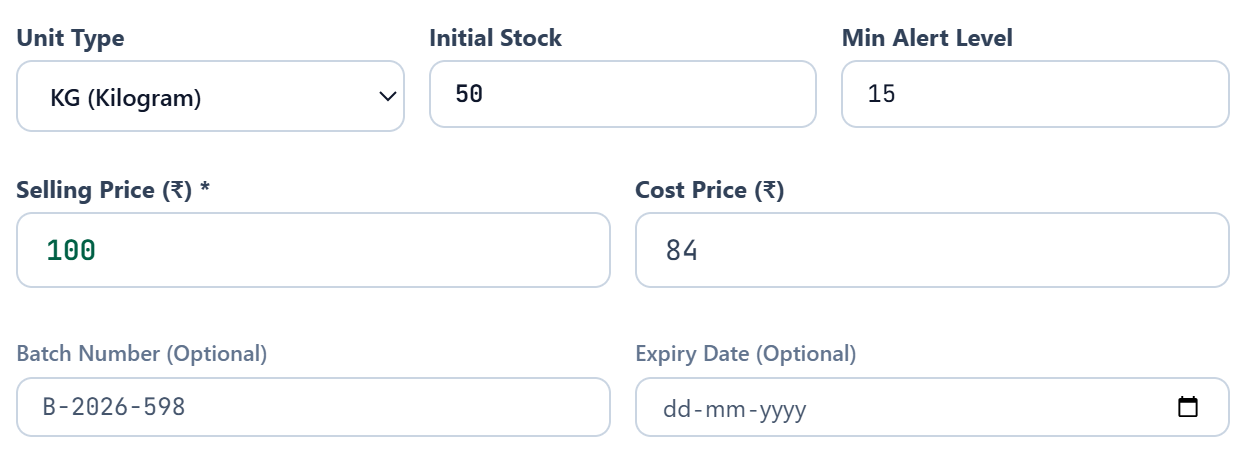 Unit Type Initial Stock Min Alert Level
KG (Kilogram) 50 15
Selling Price (₹) * Cost Price (₹)
100 84
Batch Number (Optional) Expiry Date (Optional)
B-2026-598 dd-mm-yyyy